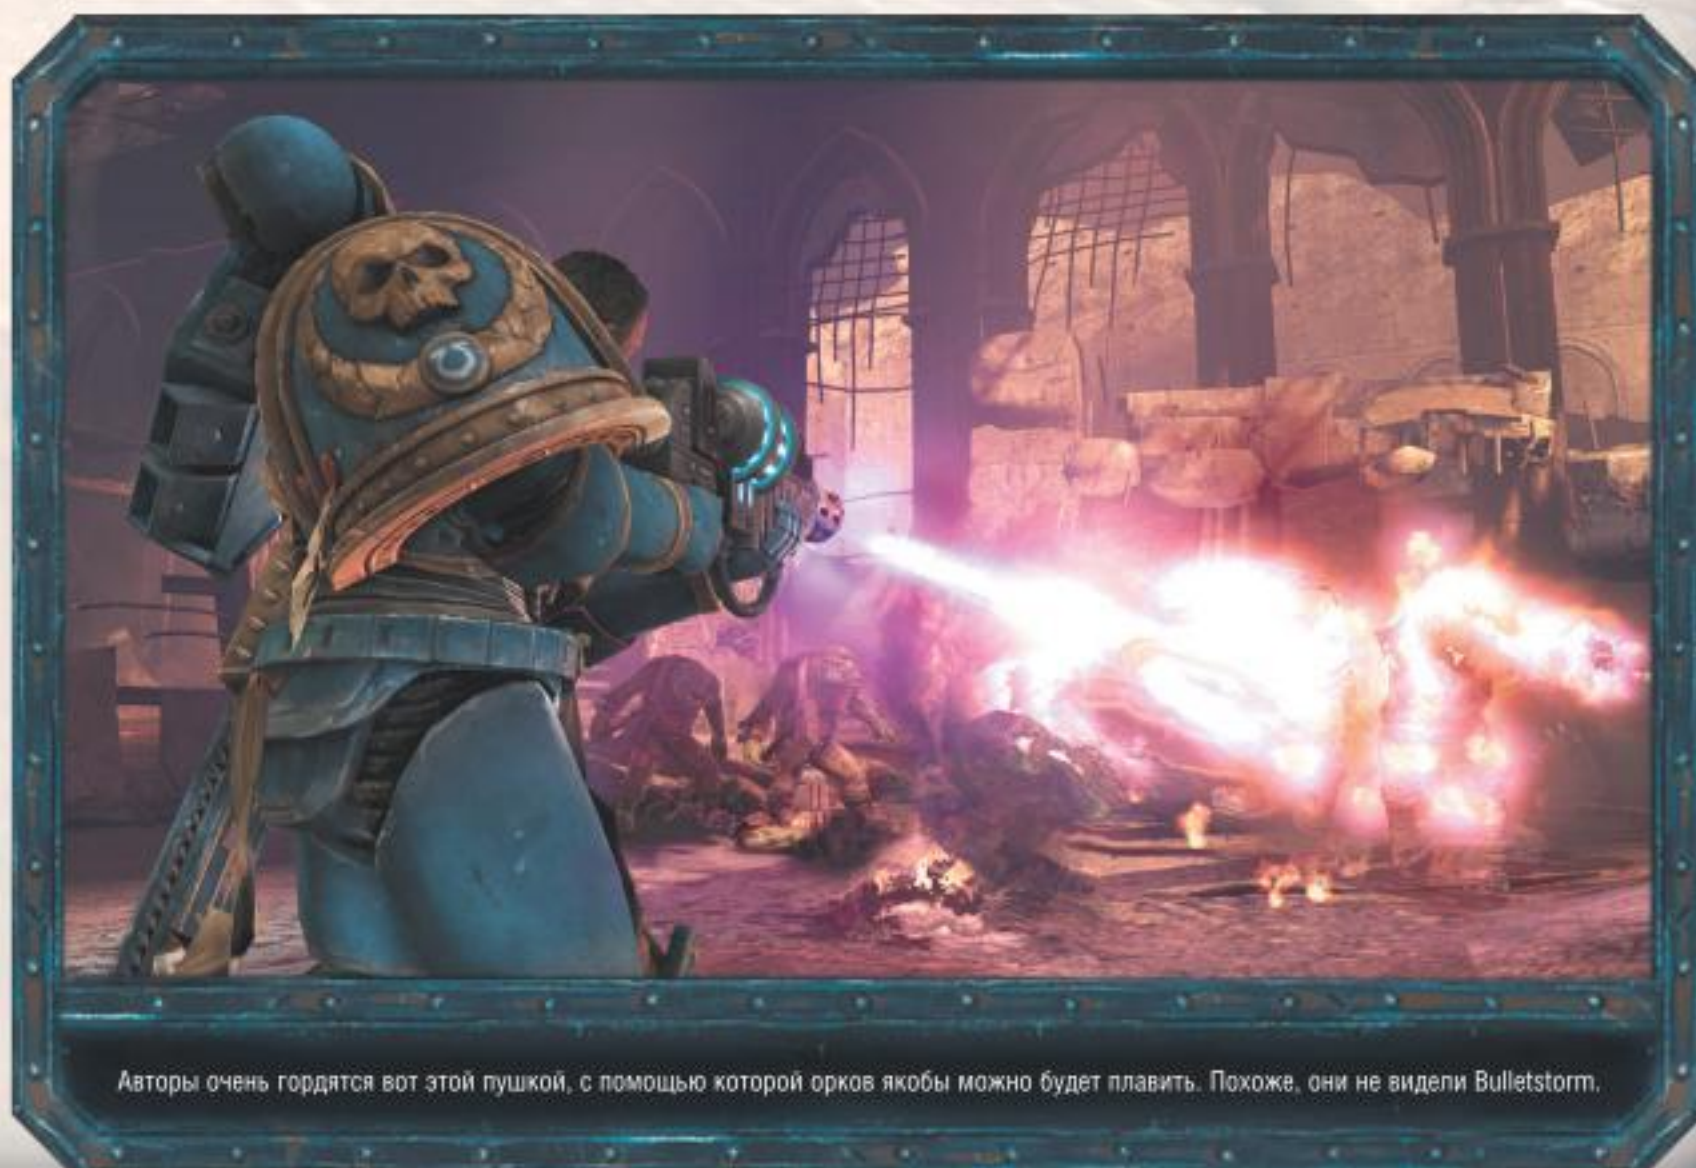 Авторы очень гордятся вот этой пушкой, с помощью которой орков якобы можно будет плавить. Похоже, они не видели Bulletstorm.